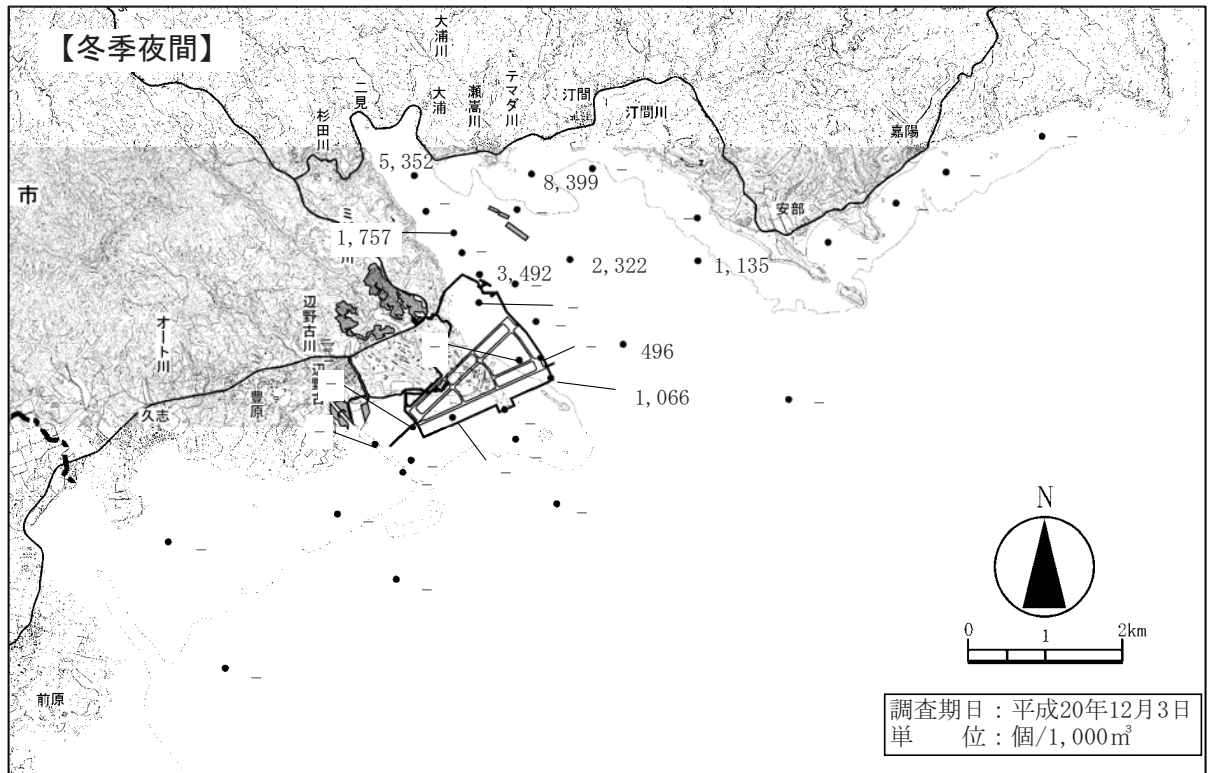 【冬季夜間】
大浦川
二見
大浦
瀬嵩川
テマダ川
汀間
汀間川
杉田川
嘉陽
5,352
－
8,399
－
－
市
－
－
安部
－
1,757
－
－
3,492
2,322
1,135
－
－
－
辺野古川
オート川
－
－
496
－
辺野古
豊原
久志
1,066
－
－
－
－
－
－
－
－
－
N
－
－
0 1 2km
－
前原
調査期日：平成20年12月3日
単　　位：個/1,000㎥